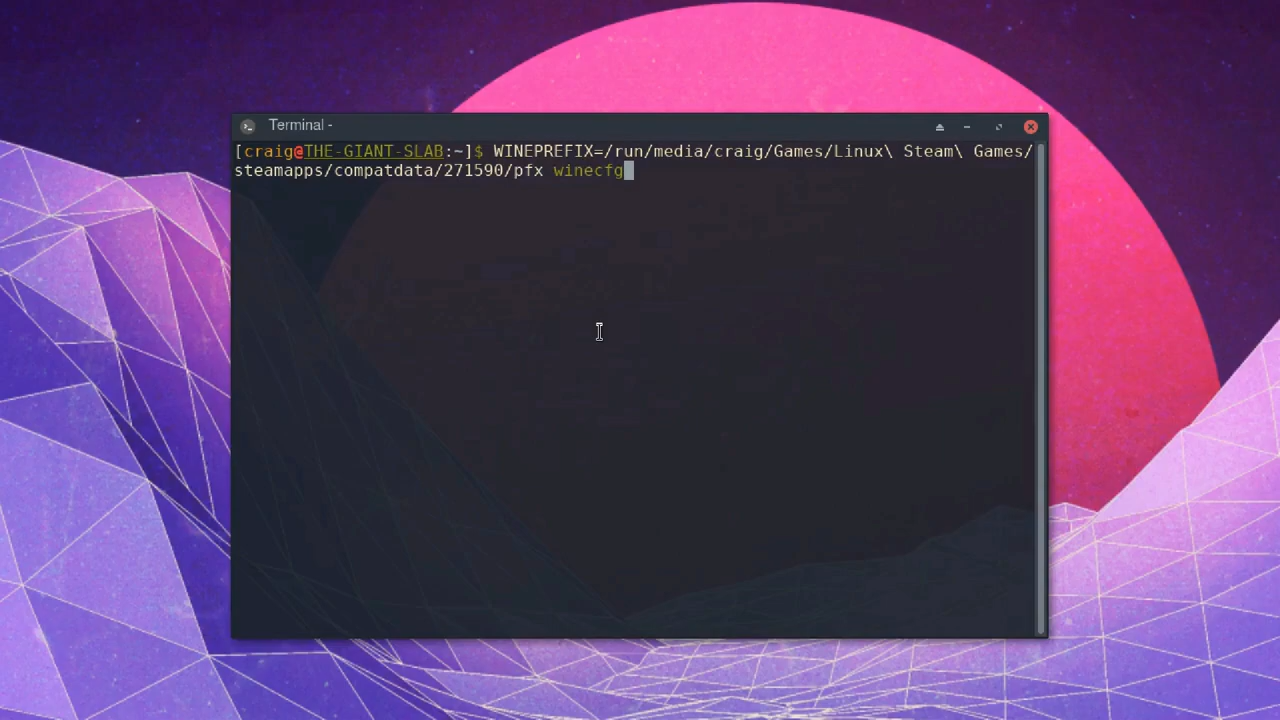 Terminal -
[craig@THE-GIANT-SLAB:~]$ WINEPREFIX=/run/media/craig/Games/Linux\ Steam\ Games/
steamapps/compatdata/271590/pfx winecfg